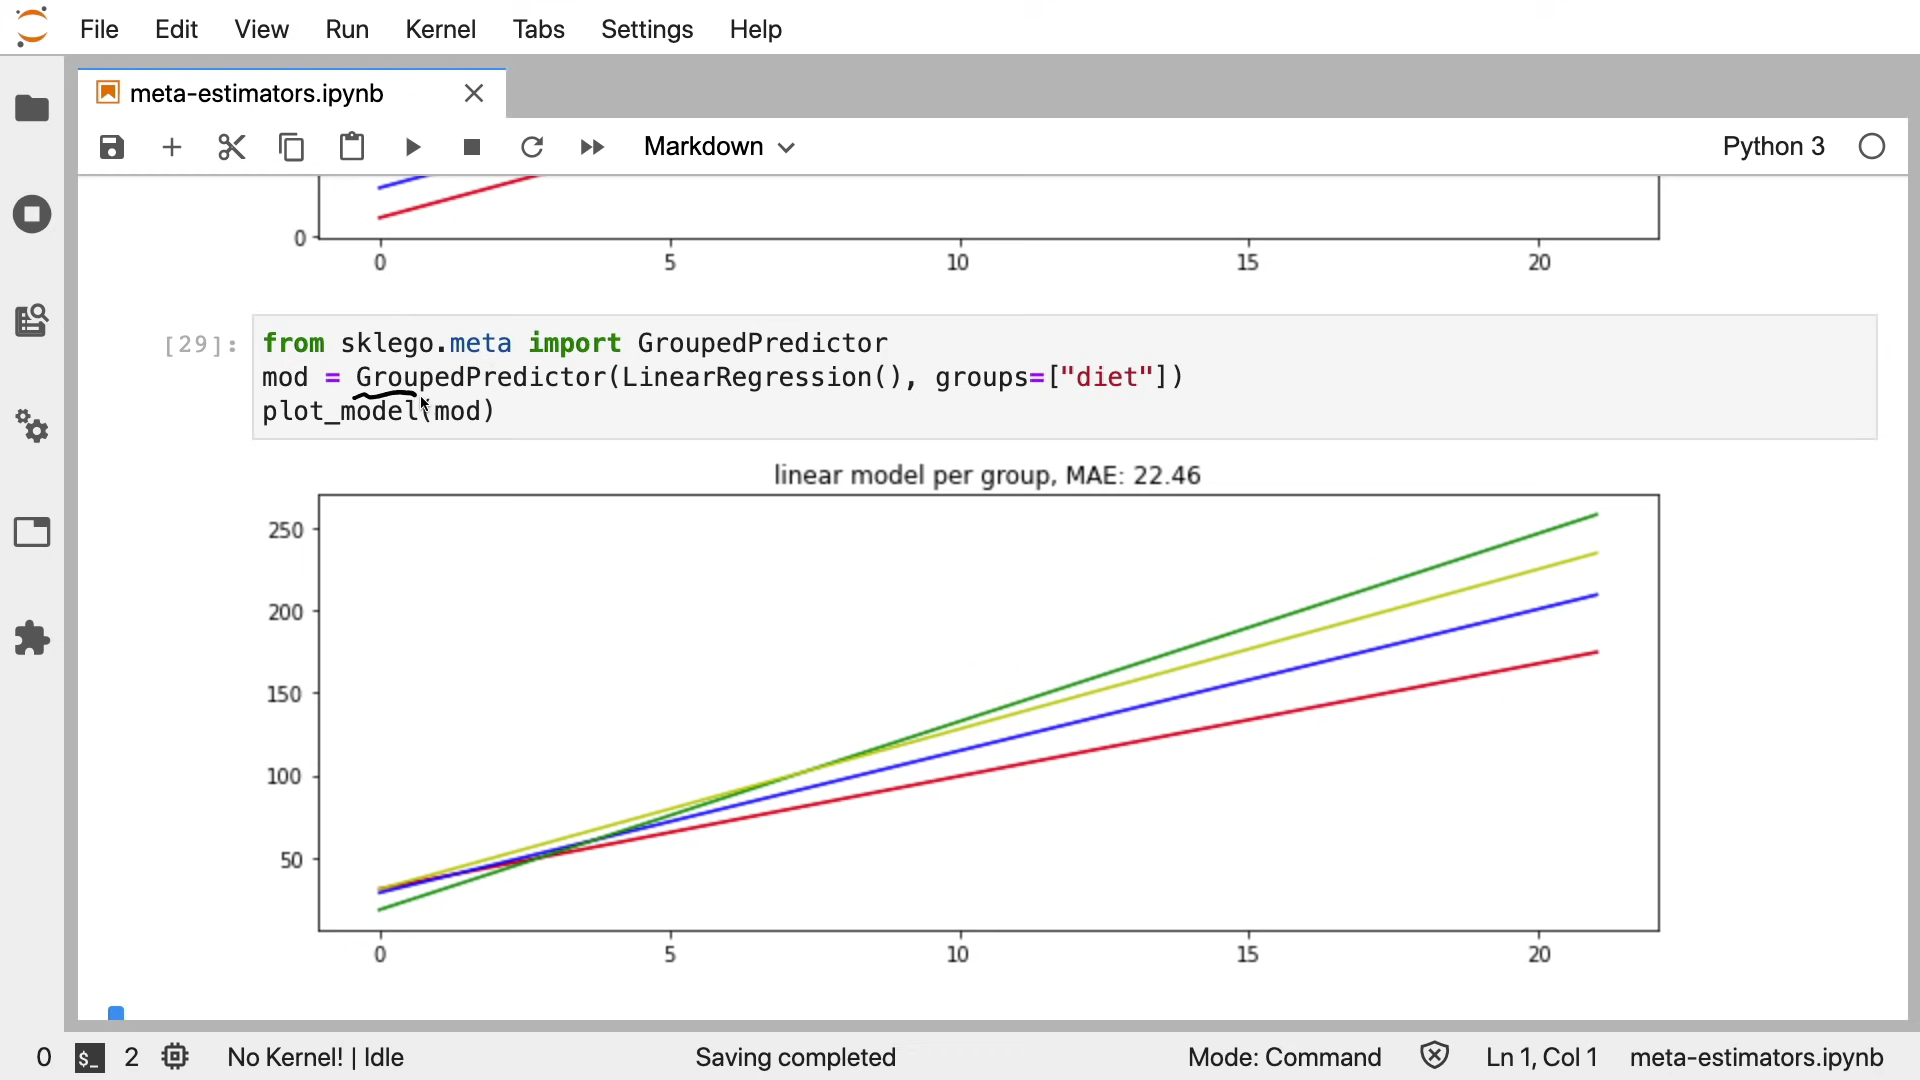 File Edit View Run Kernel Tabs Settings Help
meta-estimators.ipynb
Markdown Python 3
0
0 5 10 15 20
[29]: from sklego.meta import GroupedPredictor
mod = GroupedPredictor(LinearRegression(), groups=["diet"])
plot_model(mod)
linear model per group, MAE: 22.46
250
200
150
100
50
0 5 10 15 20
0 $_ 2 No Kernel! | Idle Saving completed Mode: Command Ln 1, Col 1 meta-estimators.ipynb